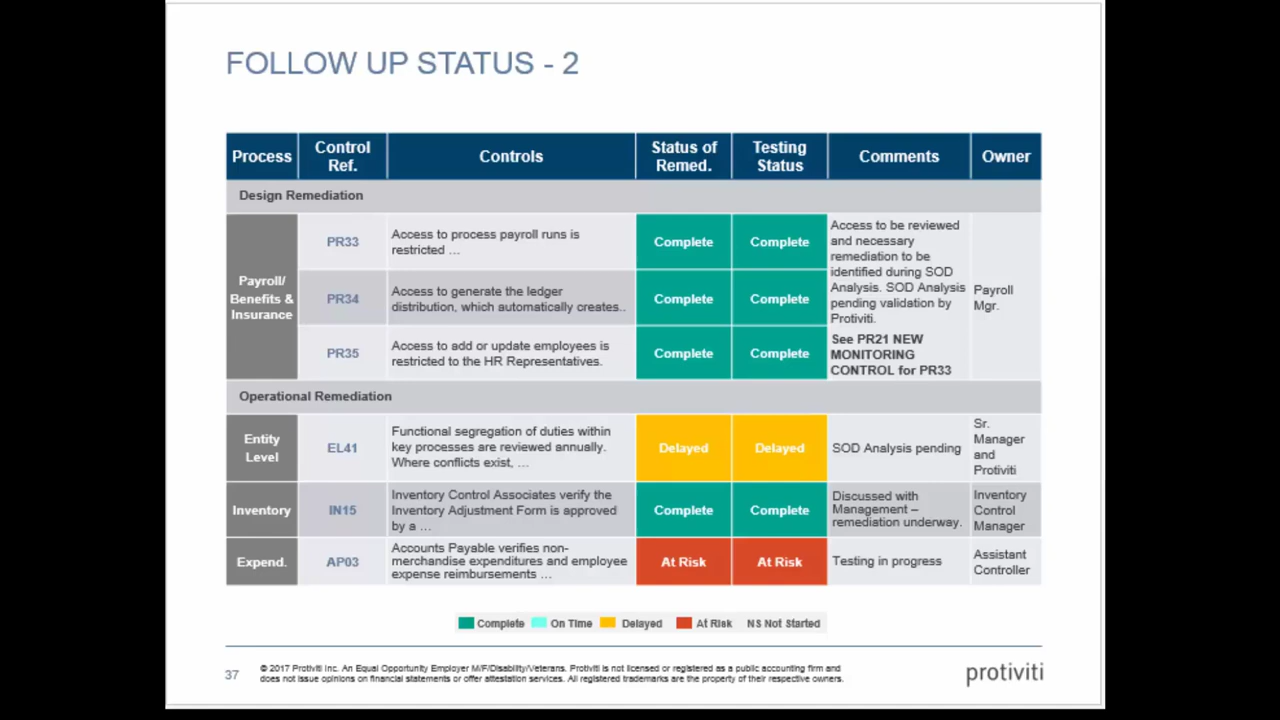 FOLLOW UP STATUS - 2
Process
Control
Ref.
Controls
Status of
Remed.
Testing
Status
Comments
Owner
Design Remediation
Payroll/
Benefits &
Insurance
PR33
Access to process payroll runs is
restricted …
Complete
Complete
PR34
Access to generate the ledger
distribution, which automatically creates..
Complete
Complete
PR35
Access to add or update employees is
restricted to the HR Representatives.
Complete
Complete
Access to be reviewed
and necessary
remediation to be
identified during SOD
Analysis. SOD Analysis
pending validation by
Protiviti.
See PR21 NEW
MONITORING
CONTROL for PR33
Payroll
Mgr.
Operational Remediation
Entity
Level
EL41
Functional segregation of duties within
key processes are reviewed annually.
Where conflicts exist, …
Delayed
Delayed
SOD Analysis pending
Sr.
Manager
and
Protiviti
Inventory
IN15
Inventory Control Associates verify the
Inventory Adjustment Form is approved
by a …
Complete
Complete
Discussed with
Management –
remediation underway.
Inventory
Control
Manager
Expend.
AP03
Accounts Payable verifies non-
merchandise expenditures and employee
expense reimbursements …
At Risk
At Risk
Testing in progress
Assistant
Controller
Complete On Time Delayed At Risk NS Not Started
37
© 2017 Protiviti Inc. An Equal Opportunity Employer M/F/Disability/Veterans. Protiviti is not licensed or registered as a public accounting firm and
does not issue opinions on financial statements or offer attestation services. All registered trademarks are the property of their respective owners.
protiviti